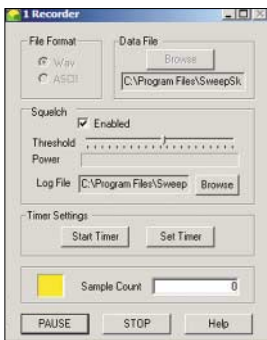 1 Recorder
File Format
Wav
ASCII
Data File
Browse
C:\Program Files\SweepSk
Squelch
Enabled
Threshold
Power
Log File C:\Program Files\Sweep Browse
Timer Settings
Start Timer Set Timer
Sample Count 0
PAUSE STOP Help